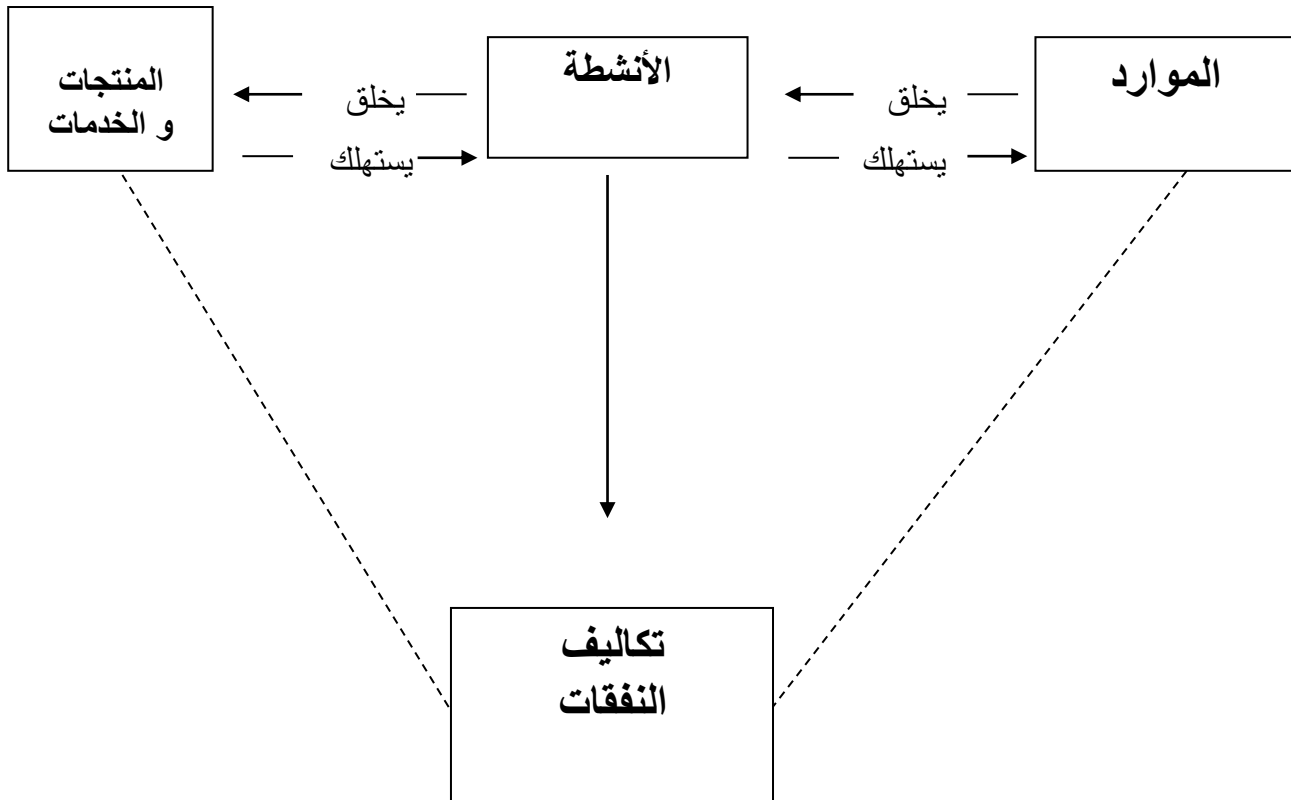 الموارد
يخلق
يستهلك
الأنشطة
يخلق
يستهلك
المنتجات
و الخدمات
تكاليف
النفقات